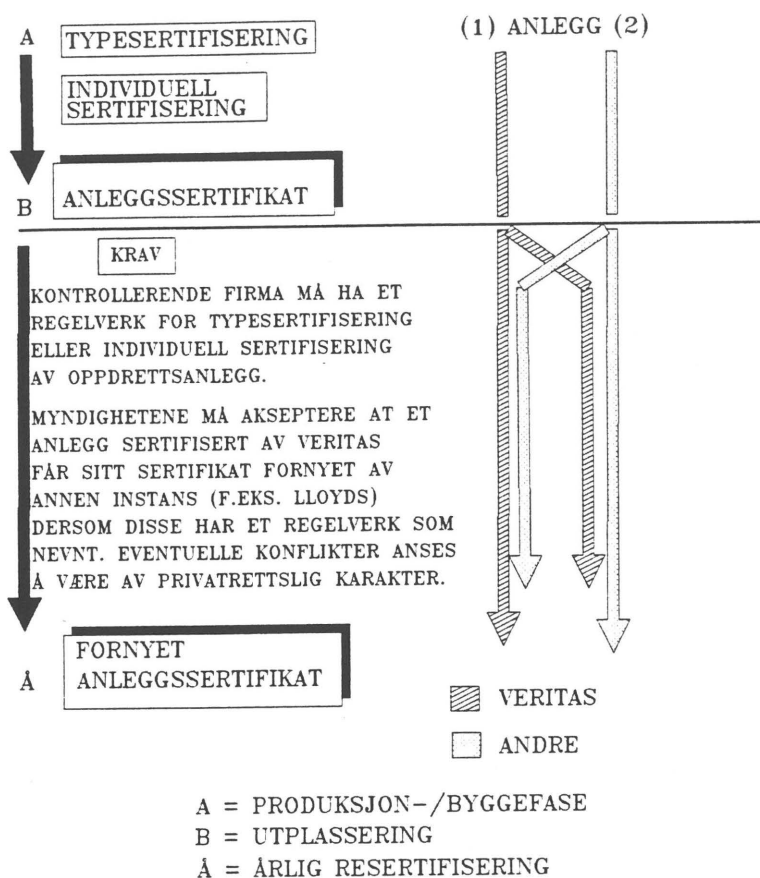 A TYPESERTIFISERING
INDIVIDUELL
SERTIFISERING
B ANLEGGSSERTIFIKAT
(1) ANLEGG (2)
KRAV
KONTROLLERENDE FIRMA MÅ HA ET
REGELVERK FOR TYPESERTIFISERING
ELLER INDIVIDUELL SERTIFISERING
AV OPPDRETTSANLEGG.
MYNDIGHETENE MÅ AKSEPTERE AT ET
ANLEGG SERTIFISERT AV VERITAS
FÅR SITT SERTIFIKAT FORNYET AV
ANNEN INSTANS (F.EKS. LLOYDS)
DERSOM DISSE HAR ET REGELVERK SOM
NEVNT. EVENTUELLE KONFLIKTER ANSES
Å VÆRE AV PRIVATRETTSLIG KARAKTER.
FORNYET
Å ANLEGGSSERTIFIKAT
VERITAS
ANDRE
A = PRODUKSJON-/BYGGEFASE
B = UTPLASSERING
Å = ÅRLIG RESERTIFISERING